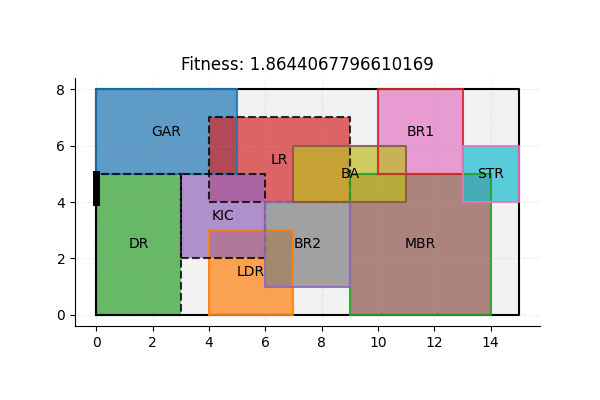 Fitness: 1.8644067796610169
8
GAR
BR1
6
LR
BA
STR
4
KIC
DR
BR2
MBR
2
LDR
0
0 2 4 6 8 10 12 14